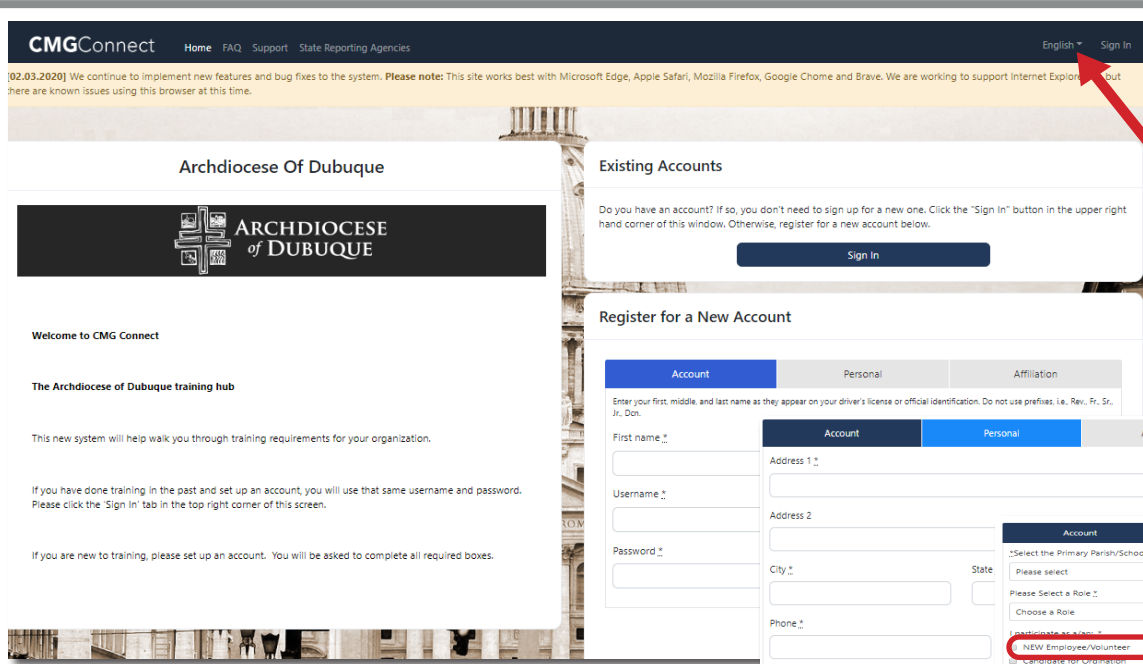 CMGConnect Home FAQ Support State Reporting Agencies English Sign In
[02.03.2020] We continue to implement new features and bug fixes to the system. Please note: This site works best with Microsoft Edge, Apple Safari, Mozilla Firefox, Google Chome and Brave. We are working to support Internet Explorer but
there are known issues using this browser at this time.
Archdiocese Of Dubuque
ARCHDIOCESE
of DUBUQUE
Welcome to CMG Connect
The Archdiocese of Dubuque training hub
This new system will help walk you through training requirements for your organization.
If you have done training in the past and set up an account, you will use that same username and password.
Please click the 'Sign In' tab in the top right corner of this screen.
If you are new to training, please set up an account. You will be asked to complete all required boxes.
Existing Accounts
Do you have an account? If so, you don't need to sign up for a new one. Click the "Sign In" button in the upper right
hand corner of this window. Otherwise, register for a new account below.
Sign In
Register for a New Account
Account Personal Affiliation
Enter your first, middle, and last name as they appear on your driver's license or official identification. Do not use prefixes, i.e., Rev., Fr., Sr.,
Jr., Dcn.
First name *
Username *
Password *
Account Personal
Address 1 *
Address 2
City * State
Phone *
Account
*Select the Primary Parish/School
Please select
Please Select a Role *
Choose a Role
I participate as a/an: *
NEW Employee/Volunteer
Candidate for Ordination